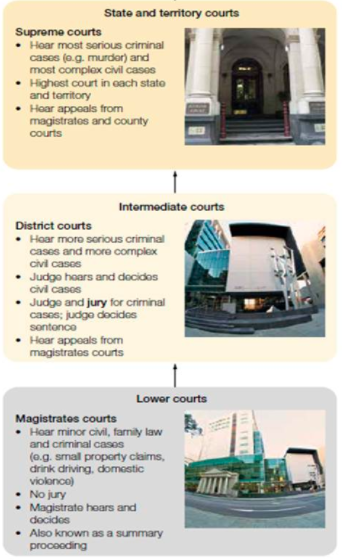 State and territory courts
Supreme courts
• Hear most serious criminal
cases (e.g. murder) and
most complex civil cases
• Highest court in each state
and territory
• Hear appeals from
magistrates and county
courts
Intermediate courts
District courts
• Hear more serious criminal
cases and more complex
civil cases
• Judge hears and decides
civil cases
• Judge and jury for criminal
cases; judge decides
sentence
• Hear appeals from
magistrates courts
Lower courts
Magistrates courts
• Hear minor civil, family law
and criminal cases
(e.g. small property claims,
drink driving, domestic
violence)
• No jury
• Magistrate hears and
decides
• Also known as a summary
proceeding